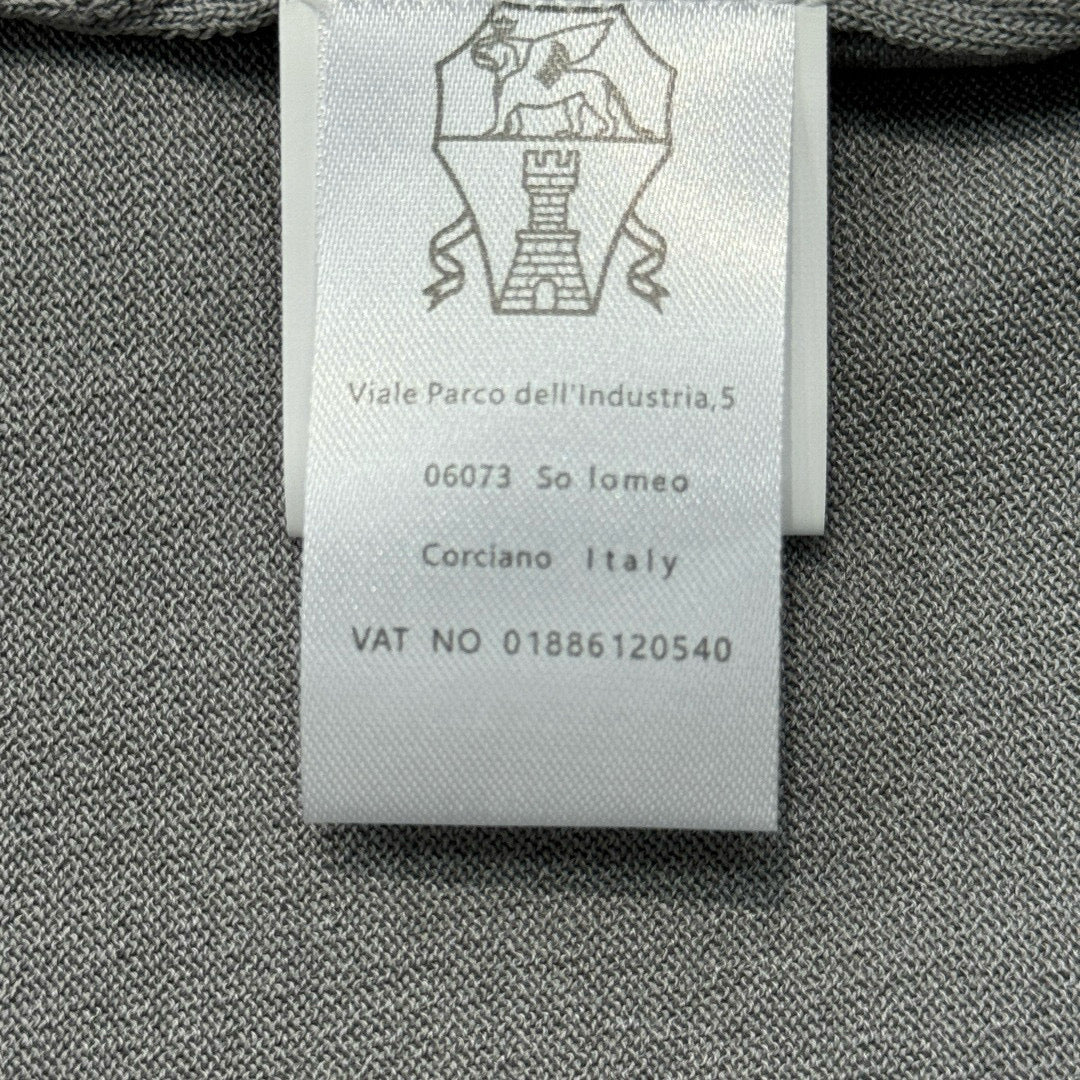 Viale Parco dell'Industria,5
06073 So lomeo
Corciano Italy
VAT NO 01886120540